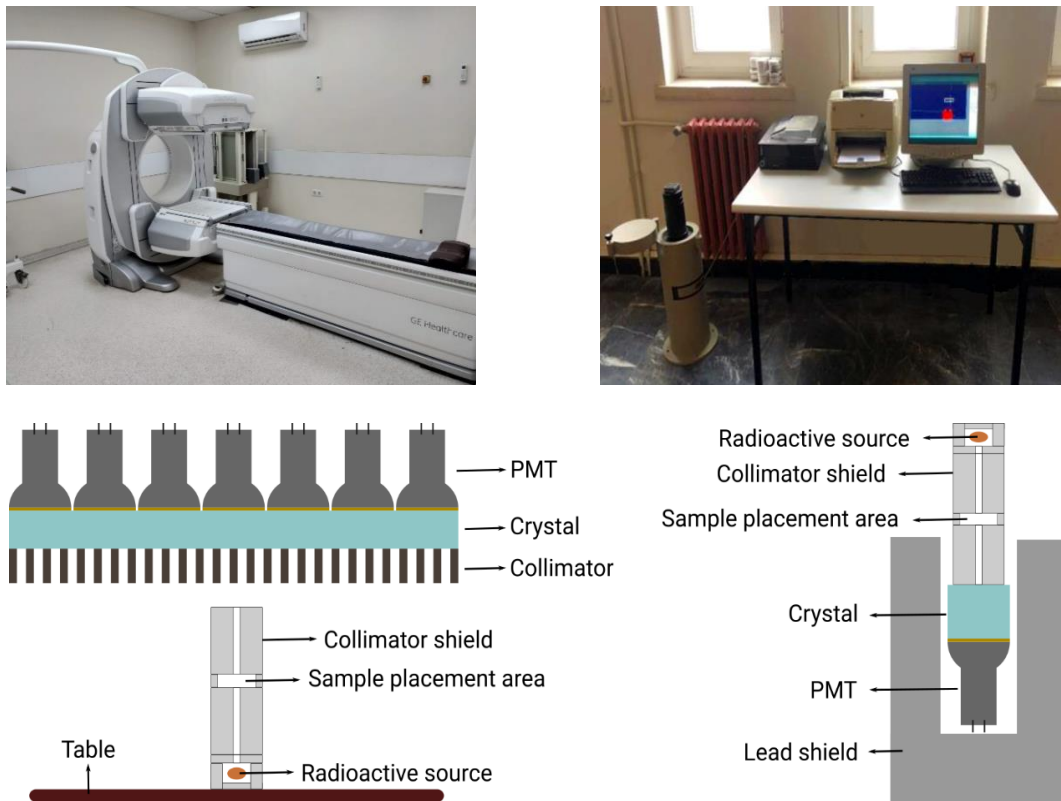 GE Healthcare
PMT
Crystal
Collimator
Collimator shield
Sample placement area
Table
Radioactive source
Radioactive source
Collimator shield
Sample placement area
Crystal
PMT
Lead shield